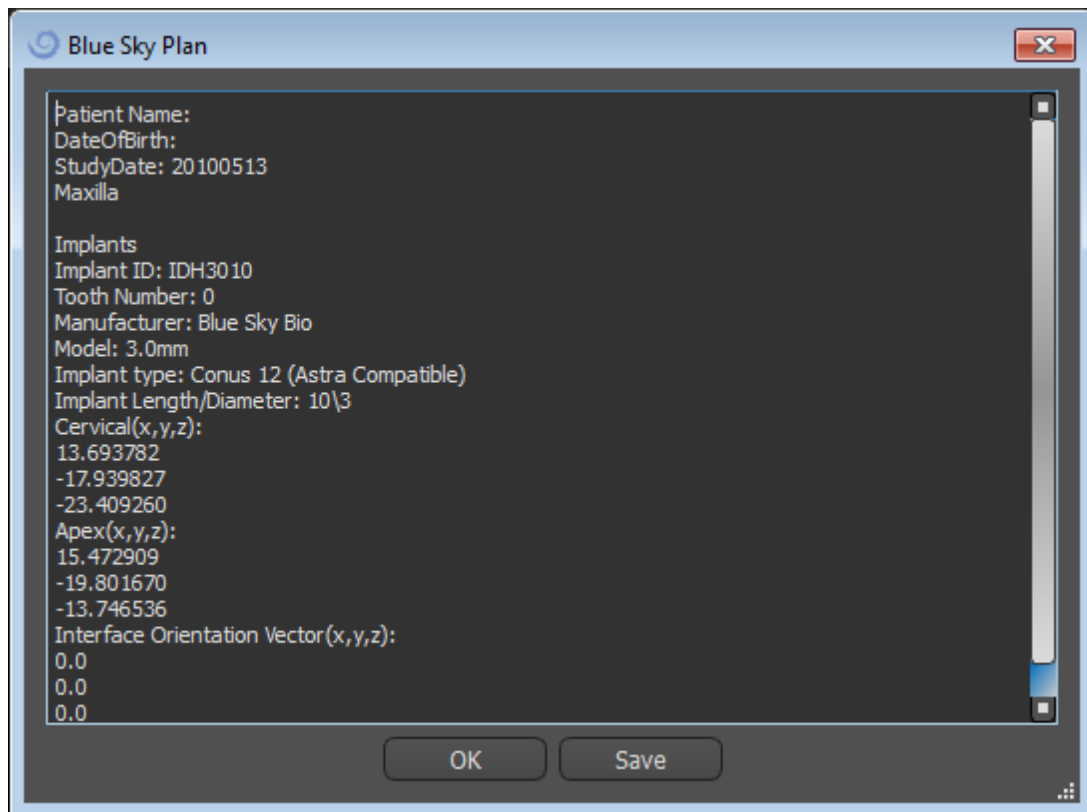 Blue Sky Plan
Patient Name:
DateOfBirth:
StudyDate: 20100513
Maxilla
Implants
Implant ID: IDH3010
Tooth Number: 0
Manufacturer: Blue Sky Bio
Model: 3.0mm
Implant type: Conus 12 (Astra Compatible)
Implant Length/Diameter: 10\3
Cervical(x,y,z):
13.693782
-17.939827
-23.409260
Apex(x,y,z):
15.472909
-19.801670
-13.746536
Interface Orientation Vector(x,y,z):
0.0
0.0
0.0
OK
Save